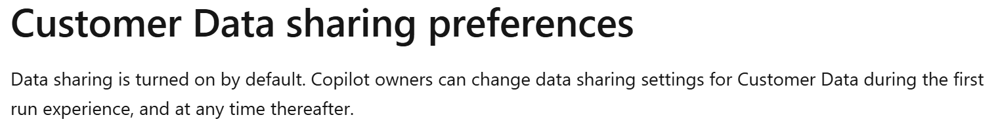 Customer Data sharing preferences
Data sharing is turned on by default. Copilot owners can change data sharing settings for Customer Data during the first
run experience, and at any time thereafter.